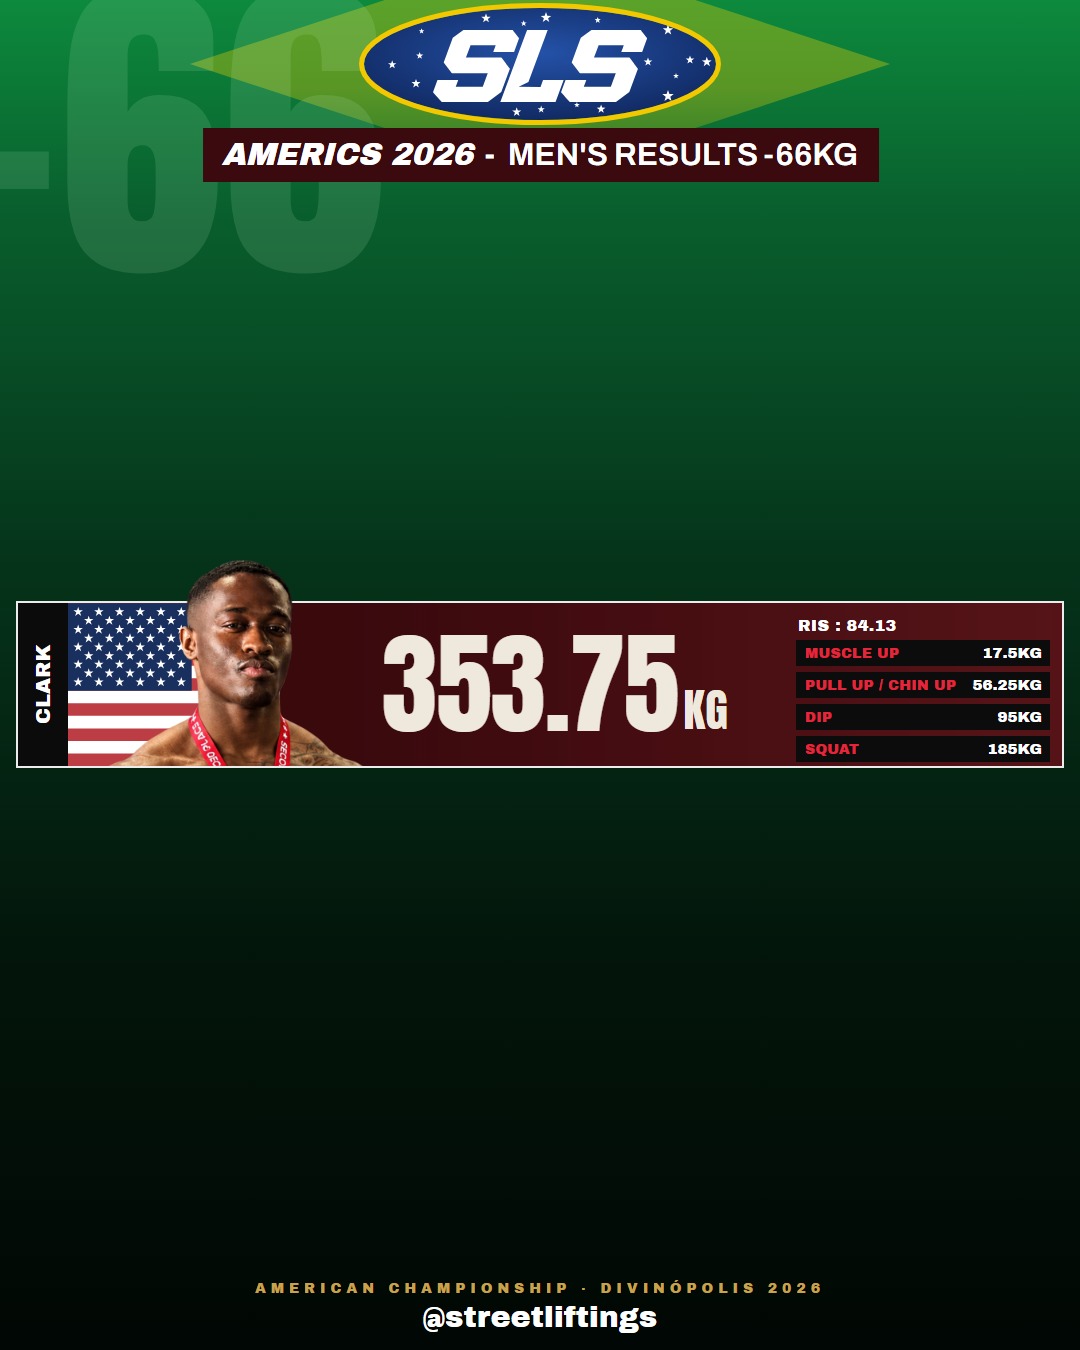 -66
SLS
AMERICS 2026 - MEN'S RESULTS -66KG
CLARK
353.75KG
RIS : 84.13
MUSCLE UP 17.5KG
PULL UP / CHIN UP 56.25KG
DIP 95KG
SQUAT 185KG
AMERICAN CHAMPIONSHIP · DIVINÓPOLIS 2026
@streetliftings